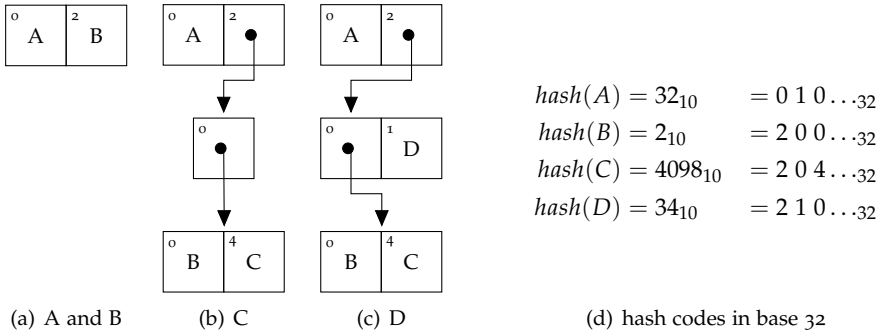 0 A 2 B
0 A 2
0
0 B 4 C
0 A 2
0 1 D
0 B 4 C
hash(A) = 32₁₀ = 0 1 0 . . .₃₂
hash(B) = 2₁₀ = 2 0 0 . . .₃₂
hash(C) = 4098₁₀ = 2 0 4 . . .₃₂
hash(D) = 34₁₀ = 2 1 0 . . .₃₂
(a) A and B
(b) C
(c) D
(d) hash codes in base 32